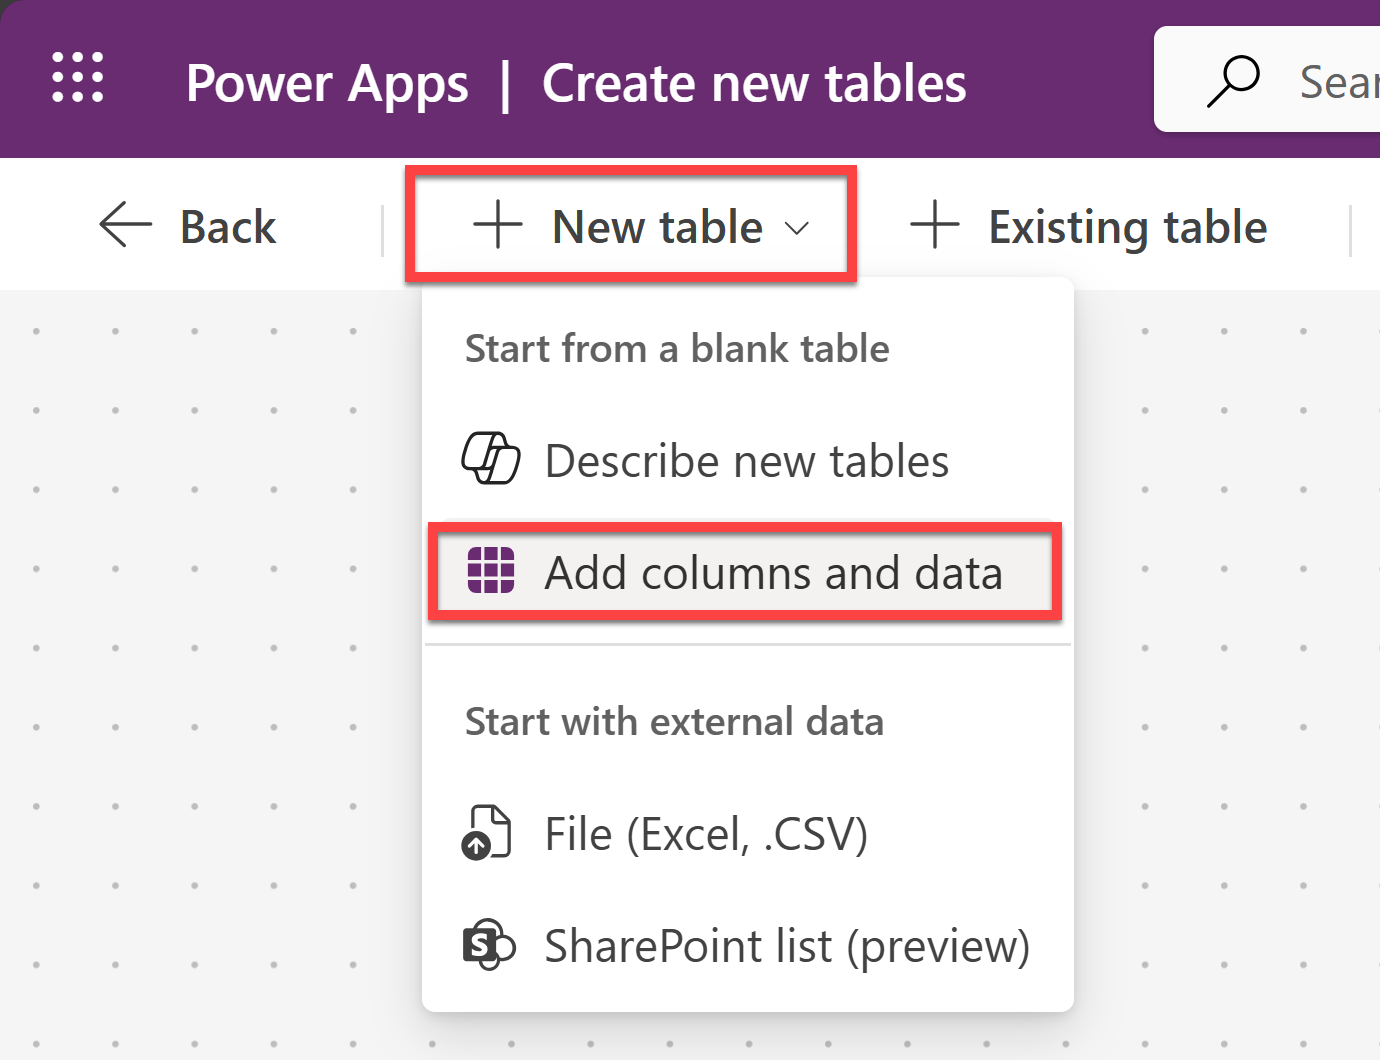 Power Apps | Create new tables
Back
New table
Existing table
Start from a blank table
Describe new tables
Add columns and data
Start with external data
File (Excel, .CSV)
SharePoint list (preview)